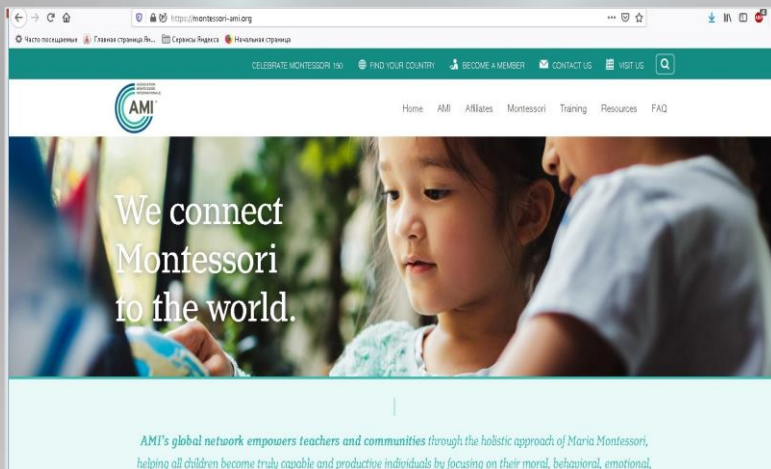 https://montessori-ami.org
Часто посещаемые Главная страница Ян... Сервисы Яндекса Начальная страница
CELEBRATE MONTESSORI 150 FIND YOUR COUNTRY BECOME A MEMBER CONTACT US VISIT US
ASSOCIATION
MONTESSORI
INTERNATIONALE
AMI
Home AMI Affiliates Montessori Training Resources FAQ
We connect
Montessori
to the world.
AMI's global network empowers teachers and communities through the holistic approach of Maria Montessori,
helping all children become truly capable and productive individuals by focusing on their moral, behavioral, emotional,